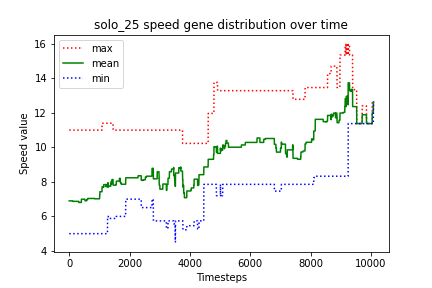 solo_25 speed gene distribution over time
max
mean
min
Speed value
16
14
12
10
8
6
4
0
2000
4000
6000
8000
10000
Timesteps